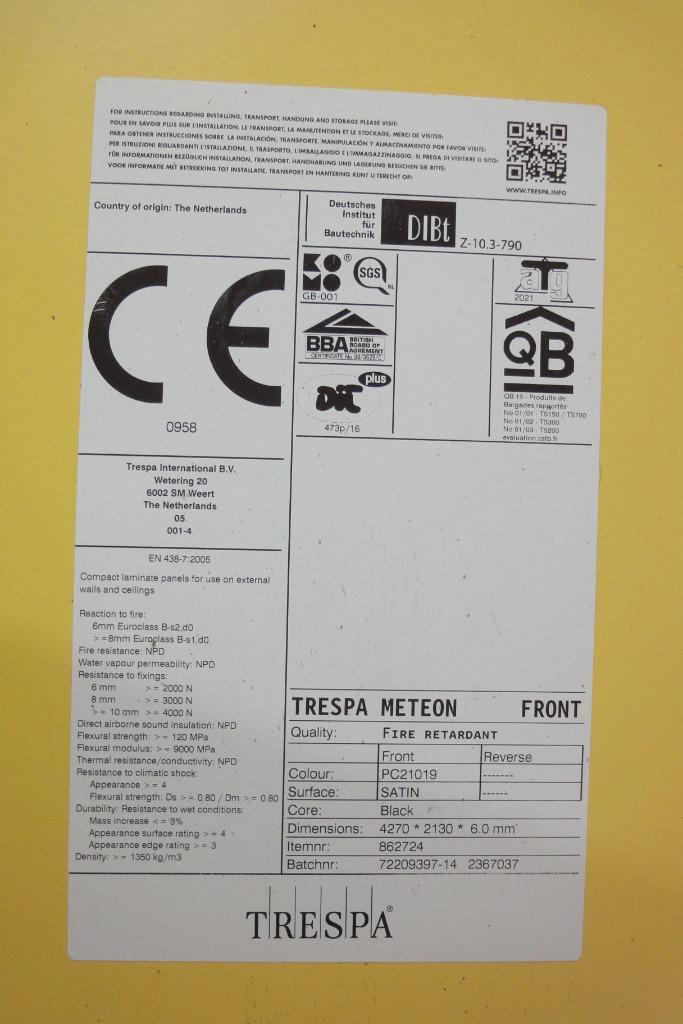 FOR INSTRUCTIONS REGARDING INSTALLING, TRANSPORT, HANDLING AND STORAGE PLEASE VISIT:
POUR EN SAVOIR PLUS SUR L'INSTALLATION, LE TRANSPORT, LA MANUTENTION ET LE STOCKAGE, MERCI DE VISITER:
PARA OBTENER INSTRUCCIONES SOBRE LA INSTALACIÓN, TRANSPORTE, MANIPULACIÓN Y ALMACENAMIENTO POR FAVOR VISITE:
PER ISTRUZIONI RIGUARDANTI L'ISTALLAZIONE, IL TRASPORTO, L'IMBALLAGGIO E L'IMMAGAZZINAGGIO, SI PREGA DI VISITARE IL SITO:
FÜR INFORMATIONEN BEZÜGLICH INSTALLATION, TRANSPORT, HANDHABUNG UND LAGERUNG BESUCHEN SIE BITTE:
VOOR INFORMATIE MET BETREKKING TOT INSTALLATIE, TRANSPORT EN HANTERING KUNT U TERECHT OP:
WWW.TRESPA.INFO
Country of origin: The Netherlands
Deutsches
Institut
für
Bautechnik
DIBt
Z-10.3-790
CE
0958
KOMO®
GB-001
SGS
NL
atg
2021
BBA
BRITISH
BOARD OF
AGRÉMENT
CERTIFICATE No 99/3629/C
QB
DIT plus
473p/16
QB 15 - Produits de
Bargades rapportés
No 01/01 - TS150 / TS700
No 01/02 - TS300
No 01/03 - TS200
evaluation.cstb.fr
Trespa International B.V.
Wetering 20
6002 SM Weert
The Netherlands
05
001-4
EN 438-7:2005
Compact laminate panels for use on external
walls and ceilings
Reaction to fire:
6mm Euroclass B-s2,d0
>=8mm Euroclass B-s1,d0
Fire resistance: NPD
Water vapour permeability: NPD
Resistance to fixings:
6 mm >= 2000 N
8 mm >= 3000 N
>= 10 mm >= 4000 N
Direct airborne sound insulation: NPD
Flexural strength: >= 120 MPa
Flexural modulus: >= 9000 MPa
Thermal resistance/conductivity: NPD
Resistance to climatic shock:
Appearance >= 4
Flexural strength: Ds >= 0.80 / Dm >= 0.80
Durability: Resistance to wet conditions:
Mass increase <= 3%
Appearance surface rating >= 4
Appearance edge rating >= 3
Density: >= 1350 kg/m3
TRESPA METEON FRONT
Quality: FIRE RETARDANT
Front Reverse
Colour: PC21019 -------
Surface: SATIN ------
Core: Black
Dimensions: 4270 * 2130 * 6.0 mm
Itemnr: 862724
Batchnr: 72209397-14 2367037
TRESPA®